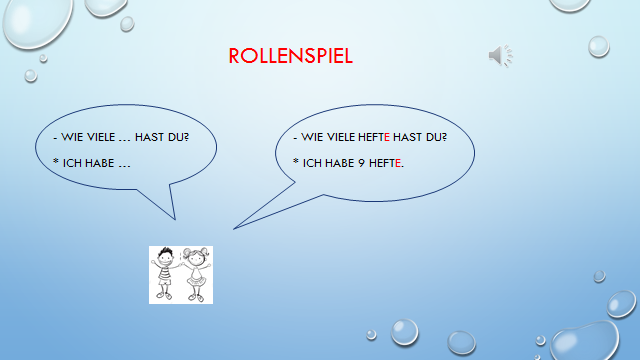 ROLLENSPIEL
- WIE VIELE ... HAST DU?
* ICH HABE ...
- WIE VIELE HEFTE HAST DU?
* ICH HABE 9 HEFTE.